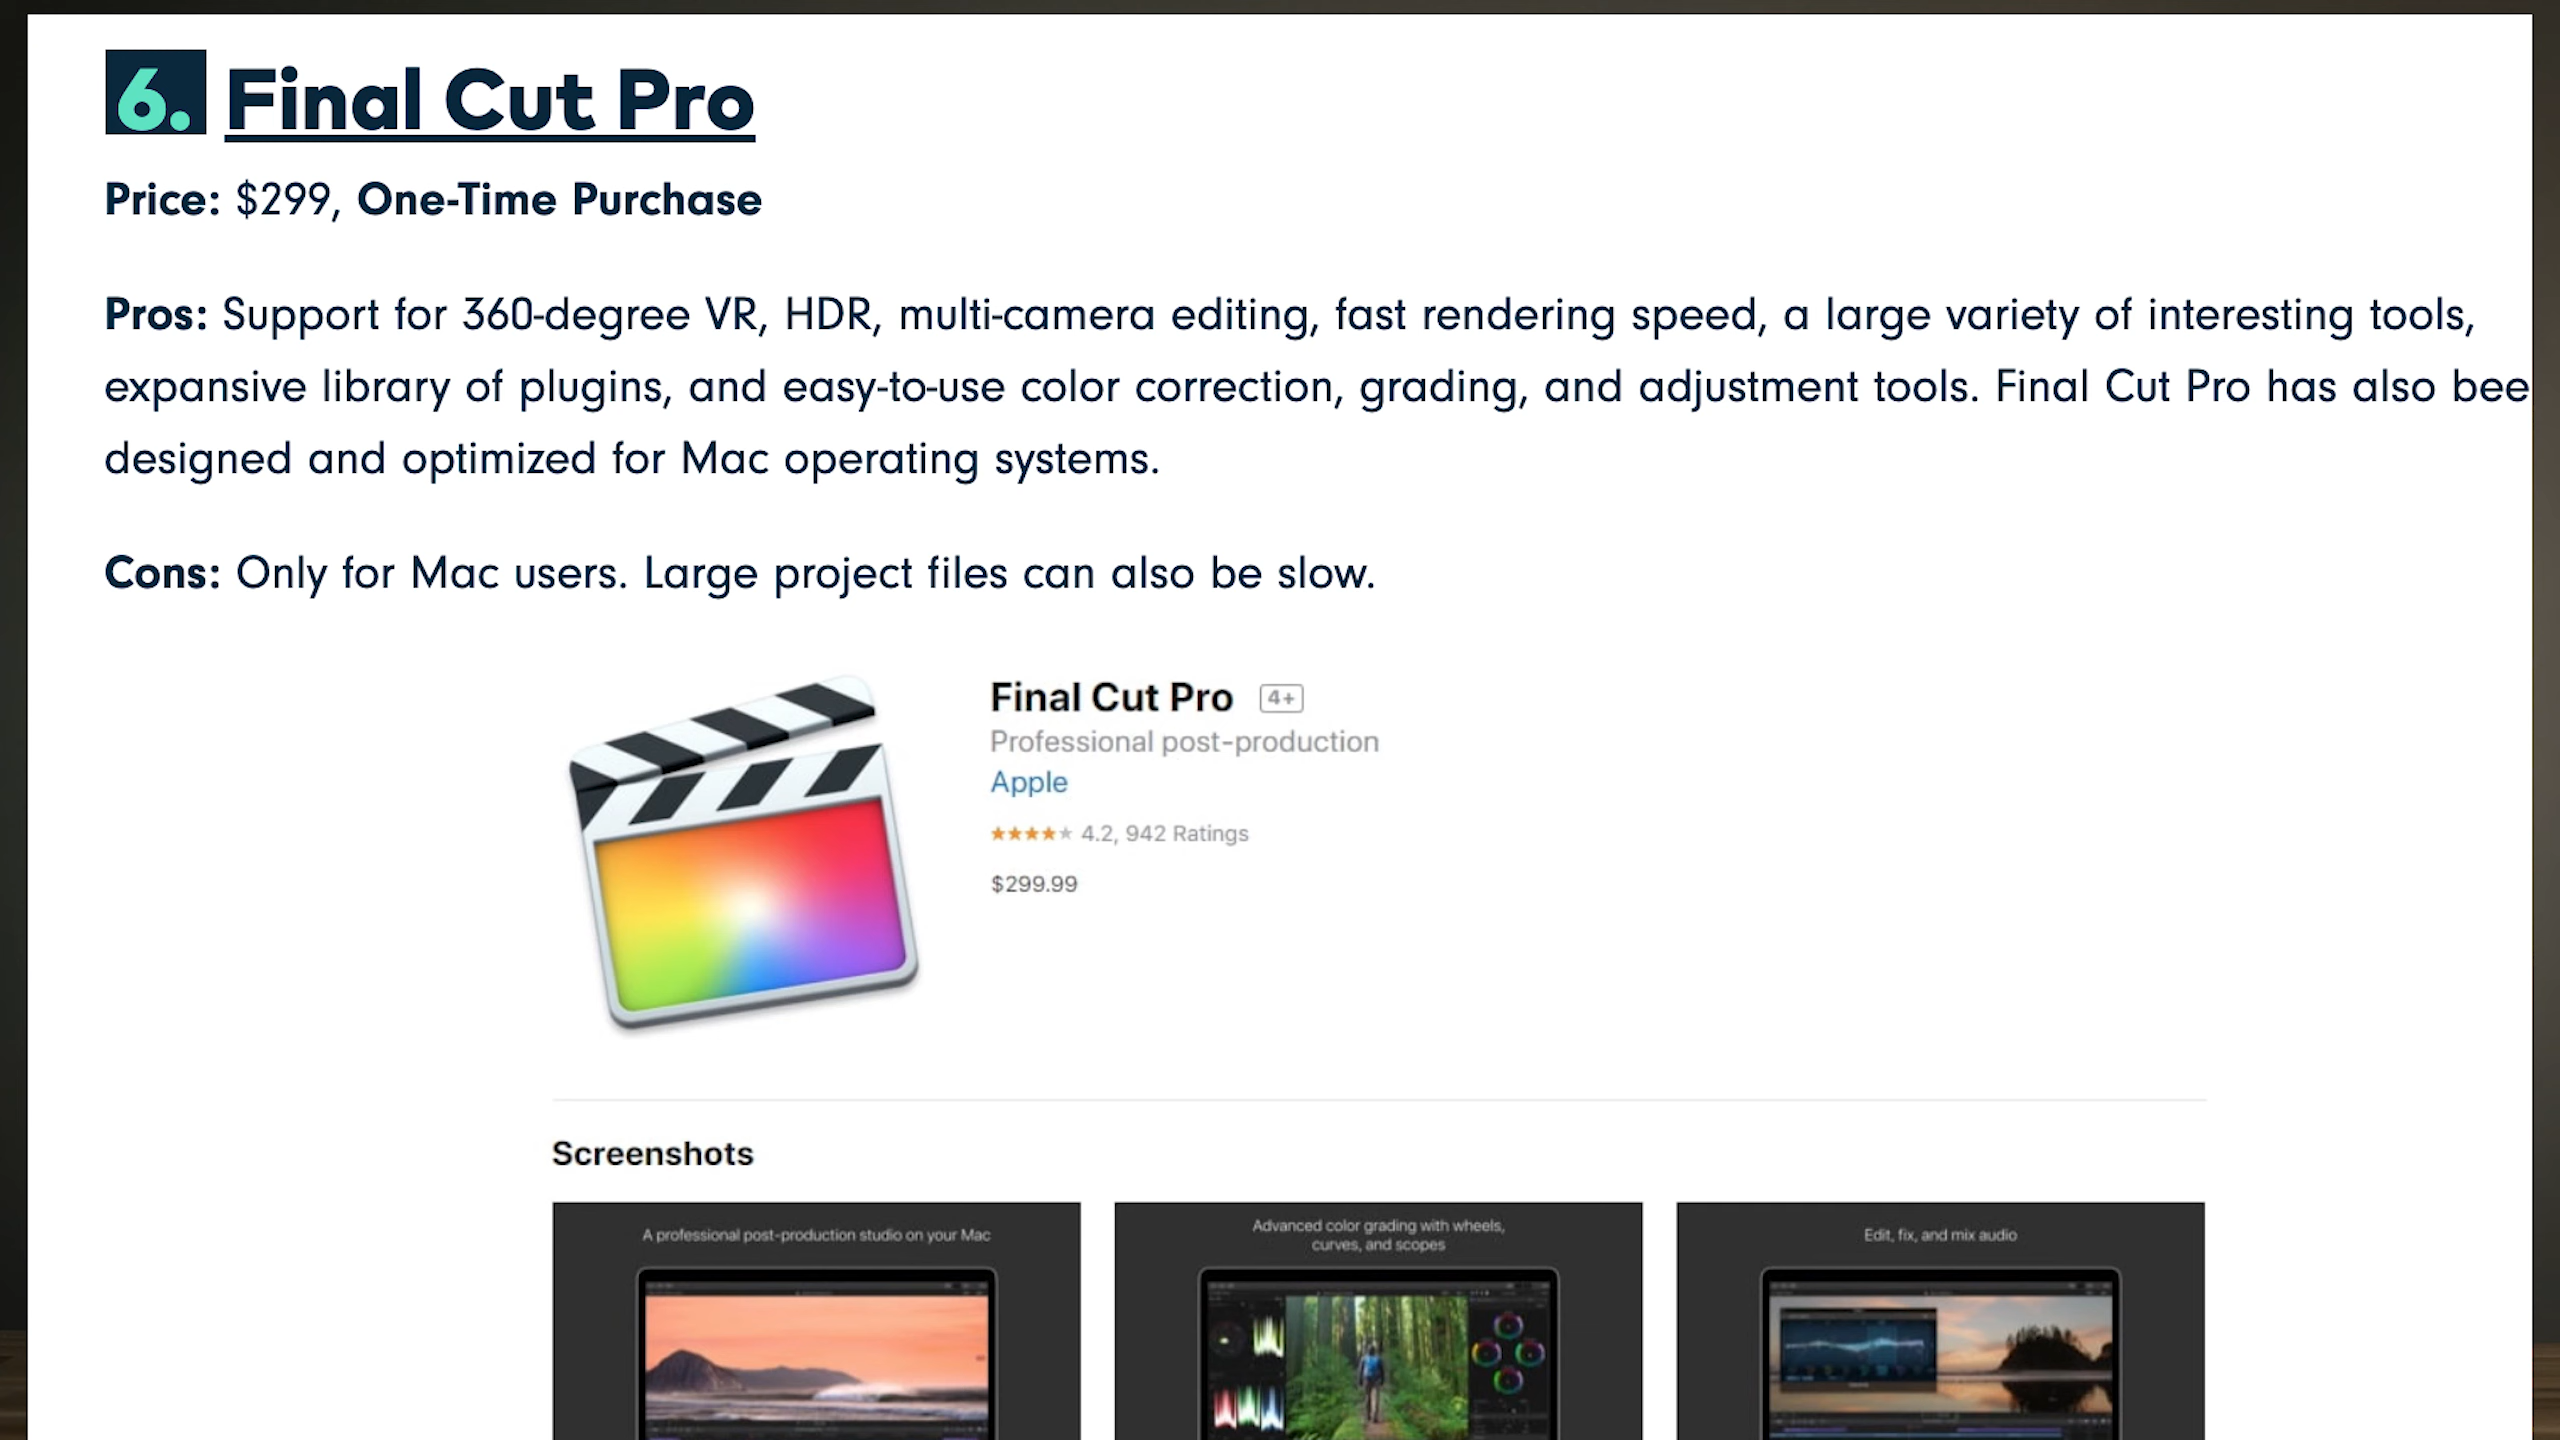 6. Final Cut Pro
Price: $299, One-Time Purchase
Pros: Support for 360-degree VR, HDR, multi-camera editing, fast rendering speed, a large variety of interesting tools,
expansive library of plugins, and easy-to-use color correction, grading, and adjustment tools. Final Cut Pro has also bee
designed and optimized for Mac operating systems.
Cons: Only for Mac users. Large project files can also be slow.
Final Cut Pro 4+
Professional post-production
Apple
4.2, 942 Ratings
$299.99
Screenshots
A professional post-production studio on your Mac
Advanced color grading with wheels,
curves, and scopes
Edit, fix, and mix audio